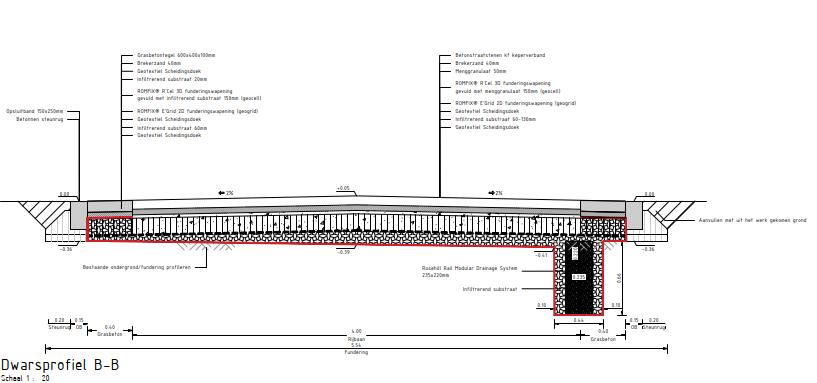 Grasbetontegel 600x400x100mm
Brekerzand 40mm
Geotextiel Scheidingsdoek
Infiltrerend substraat 20mm
ROMFIX® R'Cel 3D funderingswapening
gevuld met infiltrerend substraat 150mm (geocell)
ROMFIX® E'Grid 2D funderingswapening (geogrid)
Geotextiel Scheidingsdoek
Infiltrerend substraat 60mm
Geotextiel Scheidingsdoek
Betonstraatstenen kf keperverband
Brekerzand 40mm
Menggranulaat 50mm
ROMFIX® R'Cel 3D funderingswapening
gevuld met menggranulaat 150mm (geocell)
ROMFIX® E'Grid 2D funderingswapening (geogrid)
Geotextiel Scheidingsdoek
Infiltrerend substraat 60-130mm
Geotextiel Scheidingsdoek
Opsluitband 150x250mm
Betonnen steunrug
0.00
2%
+0.05
2%
0.00
Aanvullen met uit het werk gekomen grond
-0.36
-0.39
-0.41
-0.36
Bestaande ondergrond/fundering profileren
Rosehill Rail Modular Drainage System
235x220mm
Infiltrerend substraat
0.235
0.66
0.10
0.10
0.44
0.20
0.15
0.40
4.00
0.40
0.15
0.20
Steunrug
OB
Grasbeton
Rijbaan
Grasbeton
OB
Steunrug
5.54
Fundering
Dwarsprofiel B-B
Schaal 1 : 20